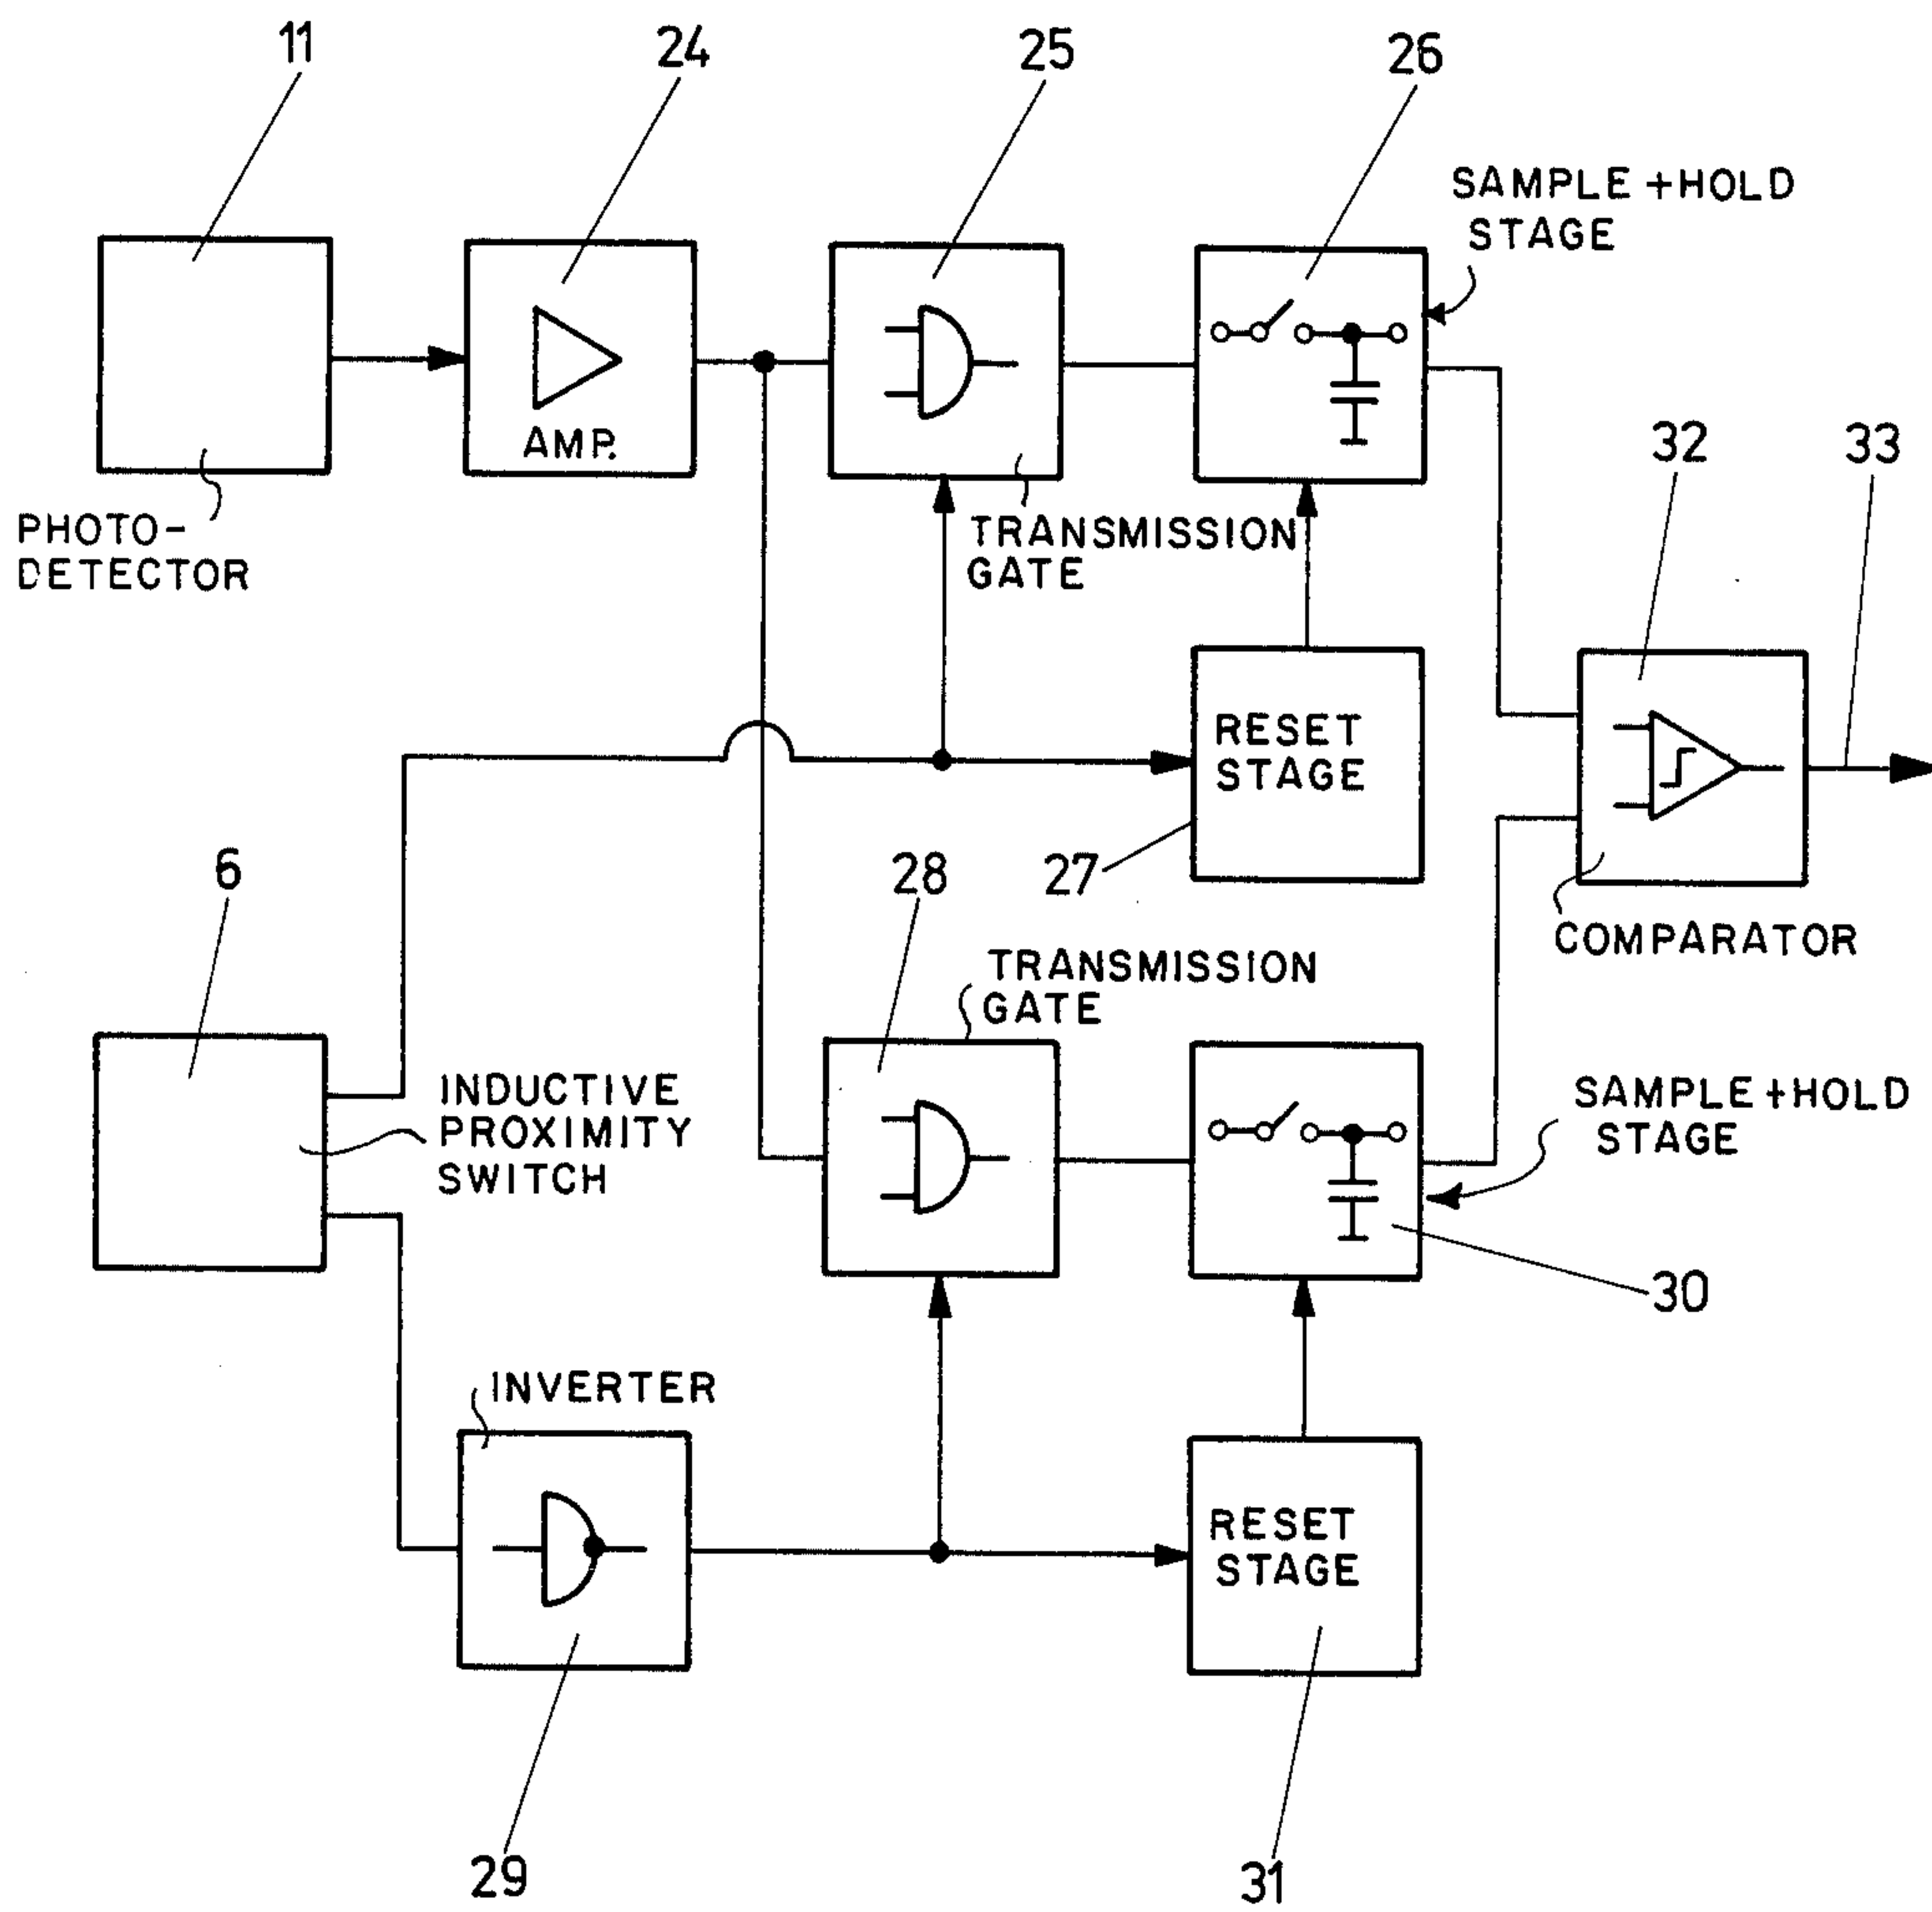 11
24
25
26
SAMPLE +HOLD
STAGE
AMP.
PHOTO-
DETECTOR
TRANSMISSION
GATE
32
33
RESET
STAGE
27
6
28
COMPARATOR
TRANSMISSION
GATE
INDUCTIVE
PROXIMITY
SWITCH
SAMPLE+HOLD
STAGE
30
INVERTER
RESET
STAGE
29
31